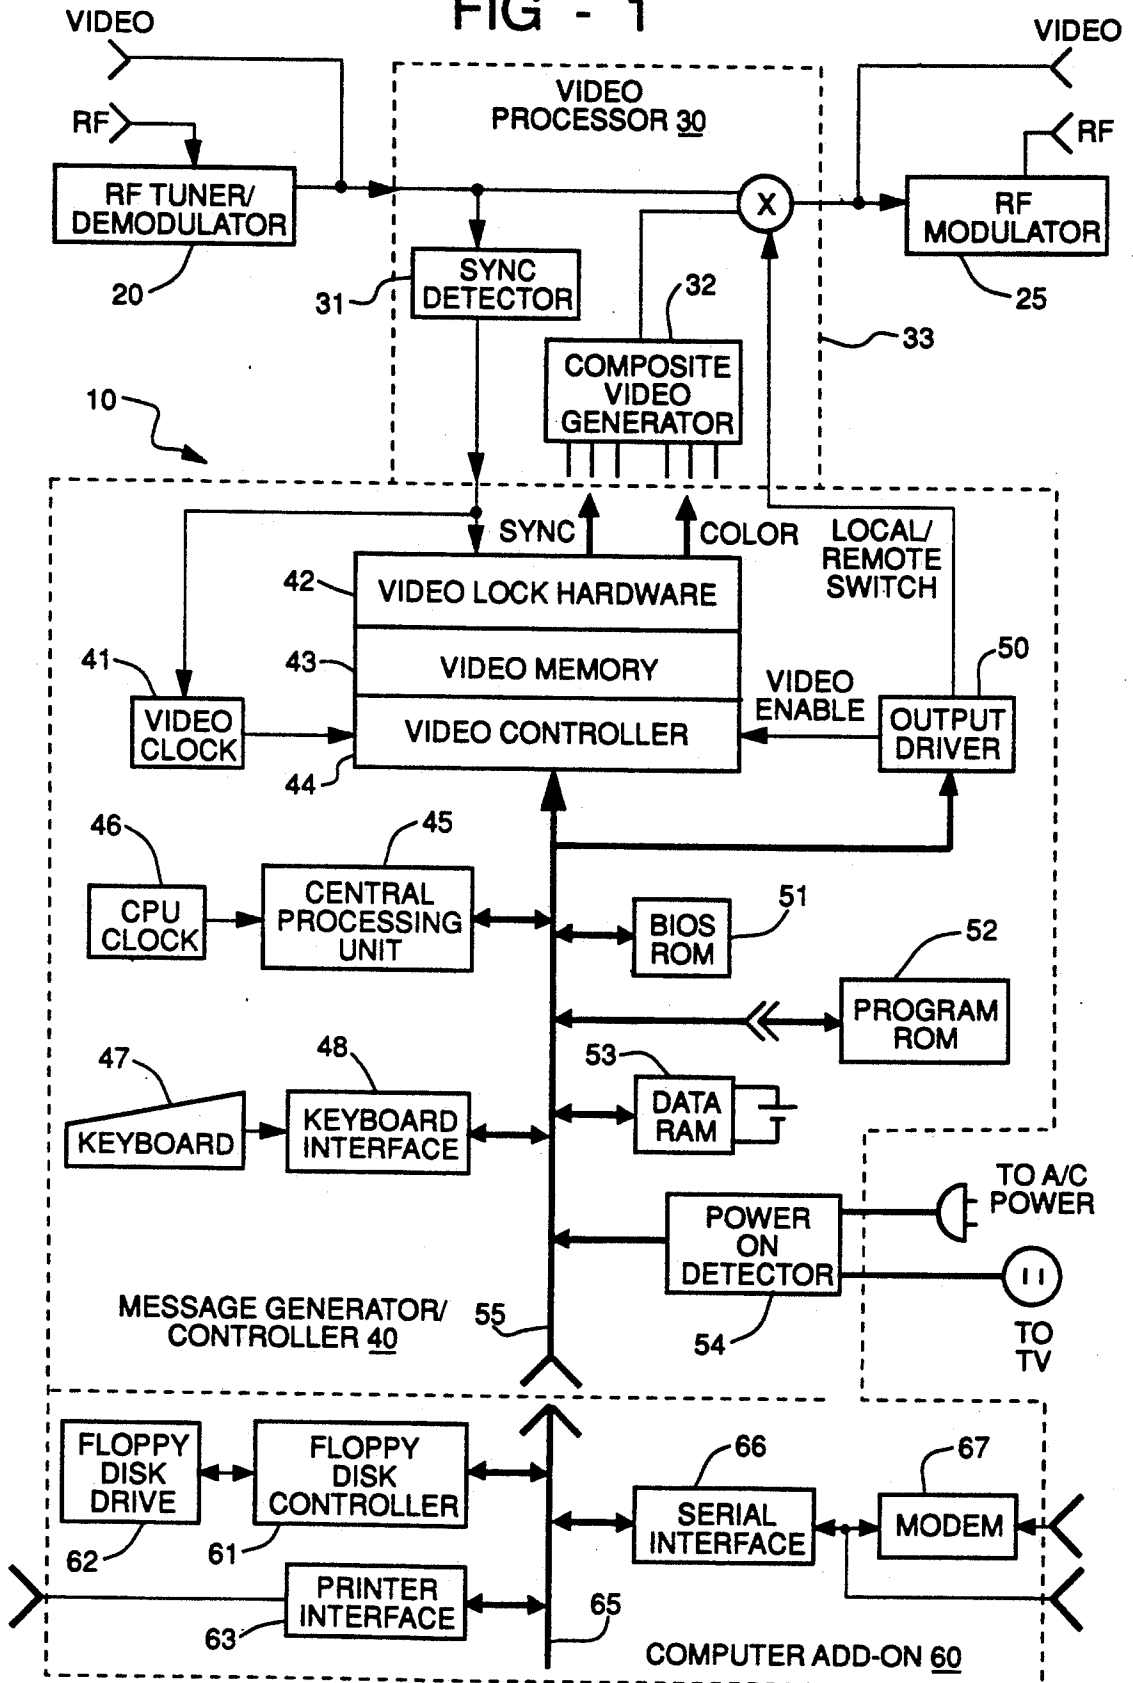 FIG - 1
VIDEO
VIDEO
VIDEO
PROCESSOR 30
RF
RF
RF TUNER/
DEMODULATOR
X
RF
MODULATOR
SYNC
DETECTOR
20
31
32
25
33
COMPOSITE
VIDEO
GENERATOR
10
SYNC
COLOR
LOCAL/
REMOTE
SWITCH
42
VIDEO LOCK HARDWARE
43
VIDEO MEMORY
41
50
VIDEO
ENABLE
VIDEO
CLOCK
VIDEO CONTROLLER
OUTPUT
DRIVER
44
46
45
CPU
CLOCK
CENTRAL
PROCESSING
UNIT
51
BIOS
ROM
52
PROGRAM
ROM
47
48
53
KEYBOARD
KEYBOARD
INTERFACE
DATA
RAM
TO A/C
POWER
POWER
ON
DETECTOR
MESSAGE GENERATOR/
CONTROLLER 40
55
54
TO
TV
FLOPPY
DISK
DRIVE
FLOPPY
DISK
CONTROLLER
66
67
SERIAL
INTERFACE
MODEM
62
61
PRINTER
INTERFACE
63
65
COMPUTER ADD-ON 60